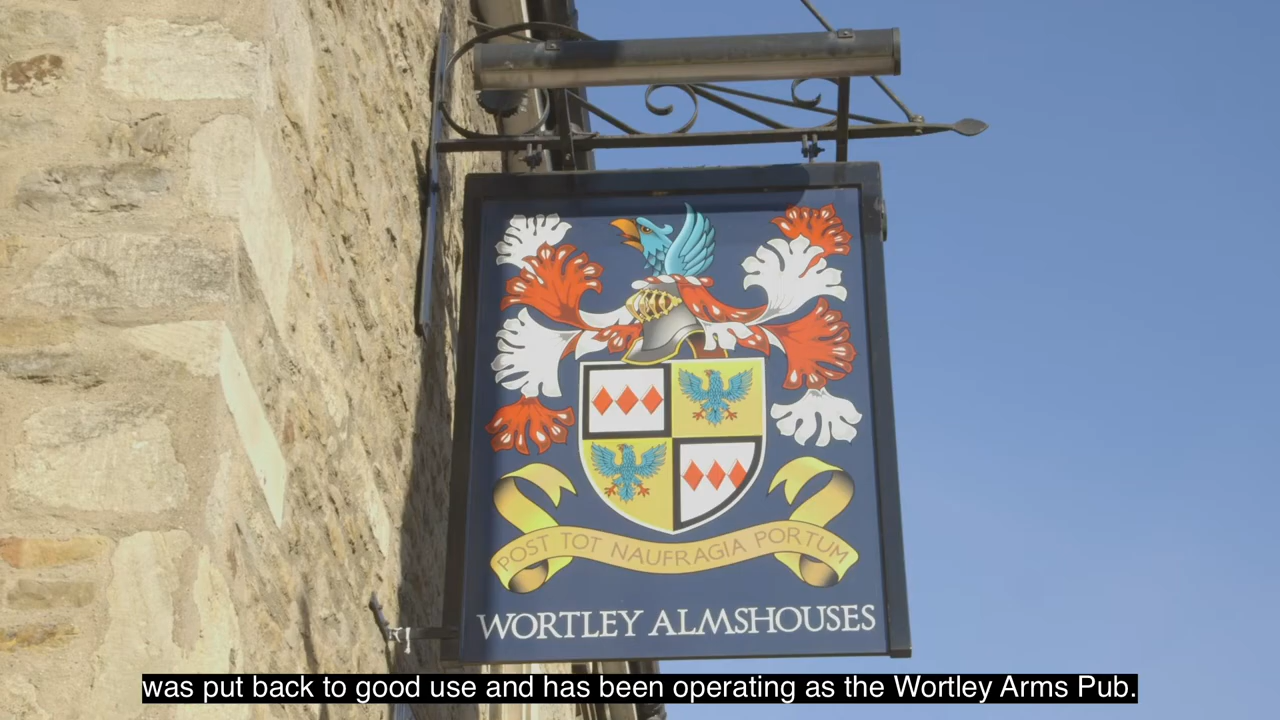 POST TOT NAUFRAGIA PORTUM
WORTLEY ALMSHOUSES
was put back to good use and has been operating as the Wortley Arms Pub.